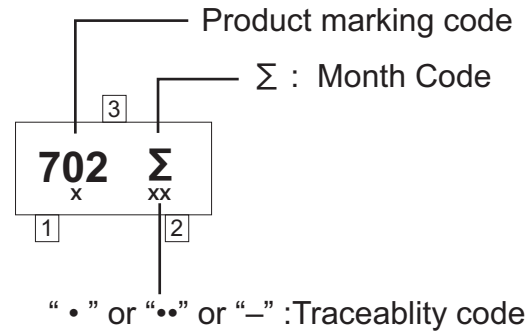 Product marking code
Σ : Month Code
3
702 Σ
x xx
1 2
“ • ” or “••” or “–” :Traceablity code